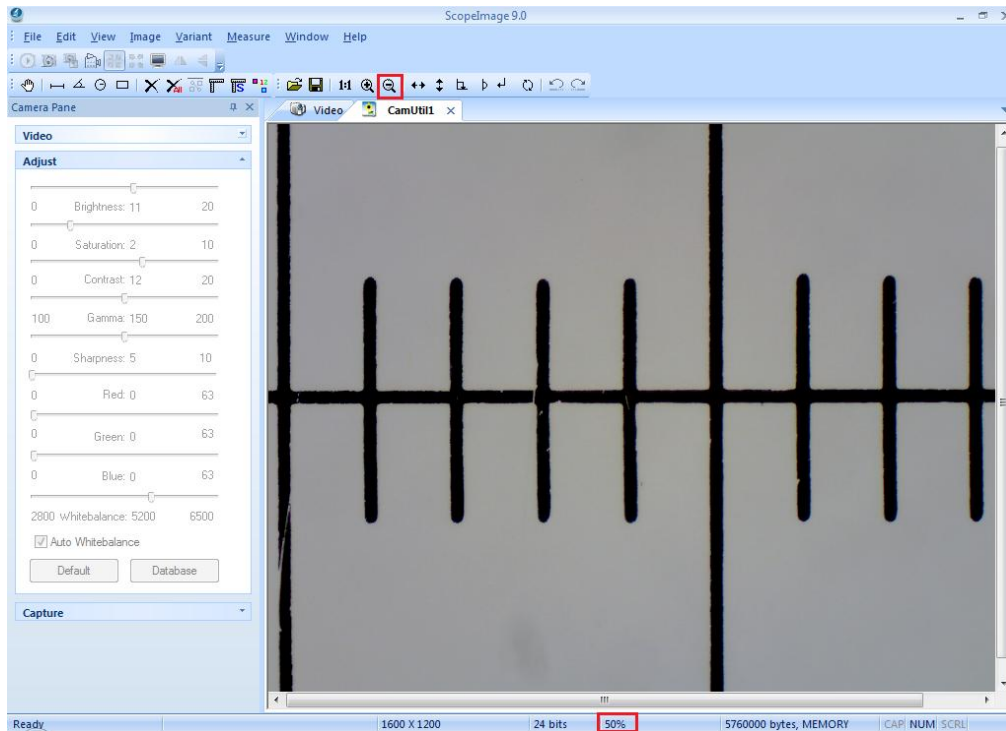 ScopeImage 9.0
File Edit View Image Variant Measure Window Help
1:1
Camera Pane
Video CamUtil1
Video
Adjust
0 Brightness: 11 20
0 Saturation: 2 10
0 Contrast: 12 20
100 Gamma: 150 200
0 Sharpness: 5 10
0 Red: 0 63
0 Green: 0 63
0 Blue: 0 63
2800 Whitebalance: 5200 6500
Auto Whitebalance
Default Database
Capture
Ready 1600 X 1200 24 bits 50% 5760000 bytes, MEMORY CAP NUM SCRL